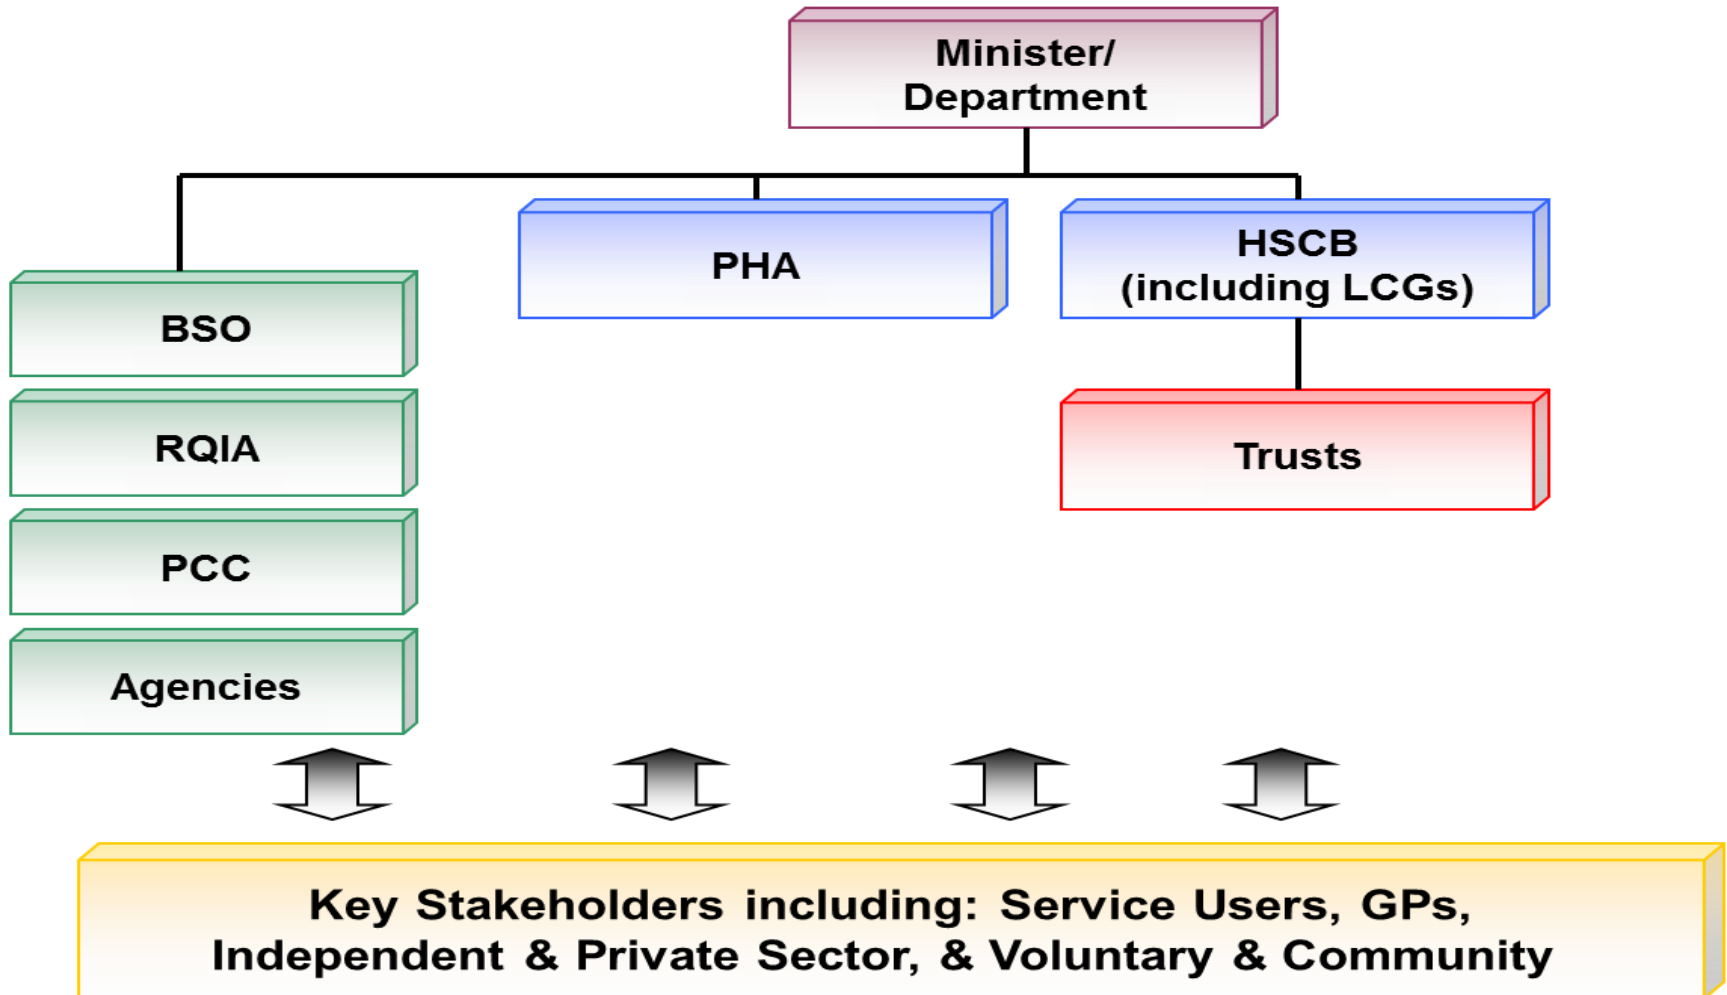 Minister/
Department
PHA
HSCB
(including LCGs)
BSO
RQIA
PCC
Agencies
Trusts
Key Stakeholders including: Service Users, GPs,
Independent & Private Sector, & Voluntary & Community